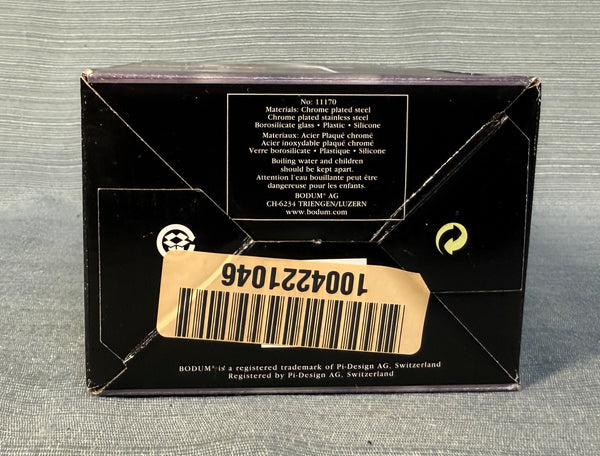 No: 11170
Materials: Chrome plated steel
Chrome plated stainless steel
Borosilicate glass • Plastic • Silicone
Materiaux: Acier Plaqué chromé
Acier inoxydable plaqué chromé
Verre borosilicate • Plastique • Silicone
Boiling water and children
should be kept apart.
Attention l'eau bouillante peut être
dangereuse pour les enfants.
BODUM® AG
CH-6234 TRIENGEN/LUZERN
www.bodum.com
1004221046
BODUM® is a registered trademark of Pi-Design AG, Switzerland
Registered by Pi-Design AG, Switzerland